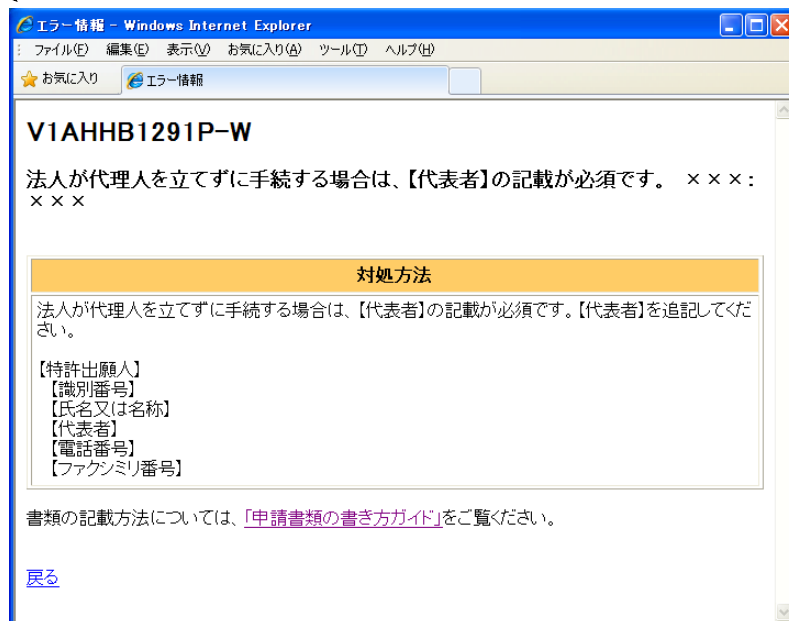 エラー情報 - Windows Internet Explorer
ファイル(F) 編集(E) 表示(V) お気に入り(A) ツール(T) ヘルプ(H)
お気に入り エラー情報
V1AHHB1291P-W
法人が代理人を立てずに手続する場合は、【代表者】の記載が必須です。 ×××:
×××
対処方法
法人が代理人を立てずに手続する場合は、【代表者】の記載が必須です。【代表者】を追記してくだ
さい。
【特許出願人】
【識別番号】
【氏名又は名称】
【代表者】
【電話番号】
【ファクシミリ番号】
書類の記載方法については、「申請書類の書き方ガイド」をご覧ください。
戻る